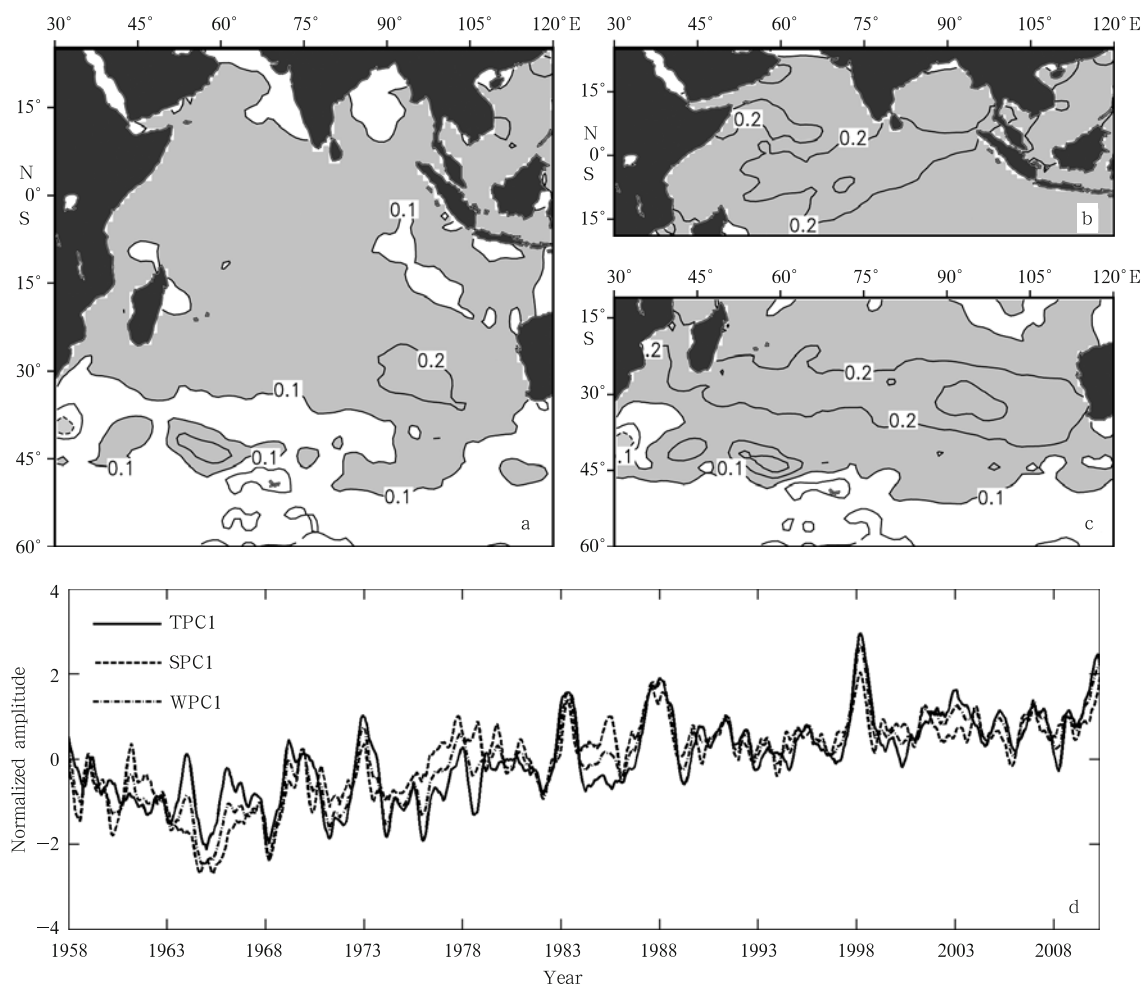 30° 45° 60° 75° 90° 105° 120°E
15°
N
0°
S
15°
30°
45°
60°
0.1
0.2
0.1
0.1
0.1
0.1
a
30° 45° 60° 75° 90° 105° 120°E
15°
N
0°
S
15°
0.2
0.2
0.2
b
30° 45° 60° 75° 90° 105° 120°E
15°
S
30°
45°
60°
.2
0.2
0.2
.1
0.1
0.1
c
4
2
0
−2
−4
Normalized amplitude
TPC1
SPC1
WPC1
d
1958 1963 1968 1973 1978 1983 1988 1993 1998 2003 2008
Year